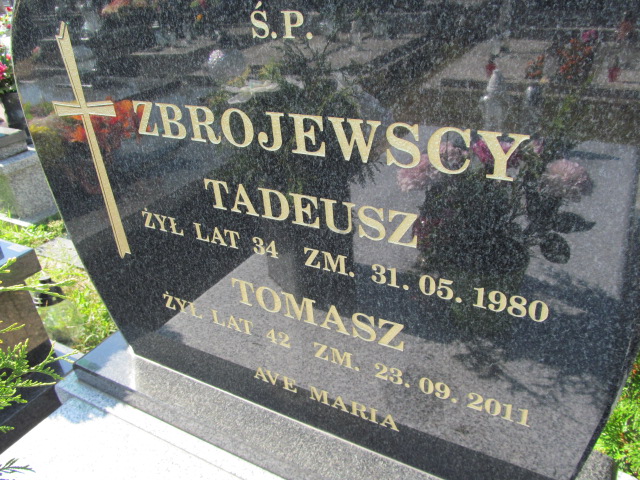 Ś.P.
ZBROJEWSCY
TADEUSZ
ŻYŁ LAT 34 ZM. 31.05.1980
TOMASZ
ŻYŁ LAT 42 ZM. 23.09.2011
AVE MARIA